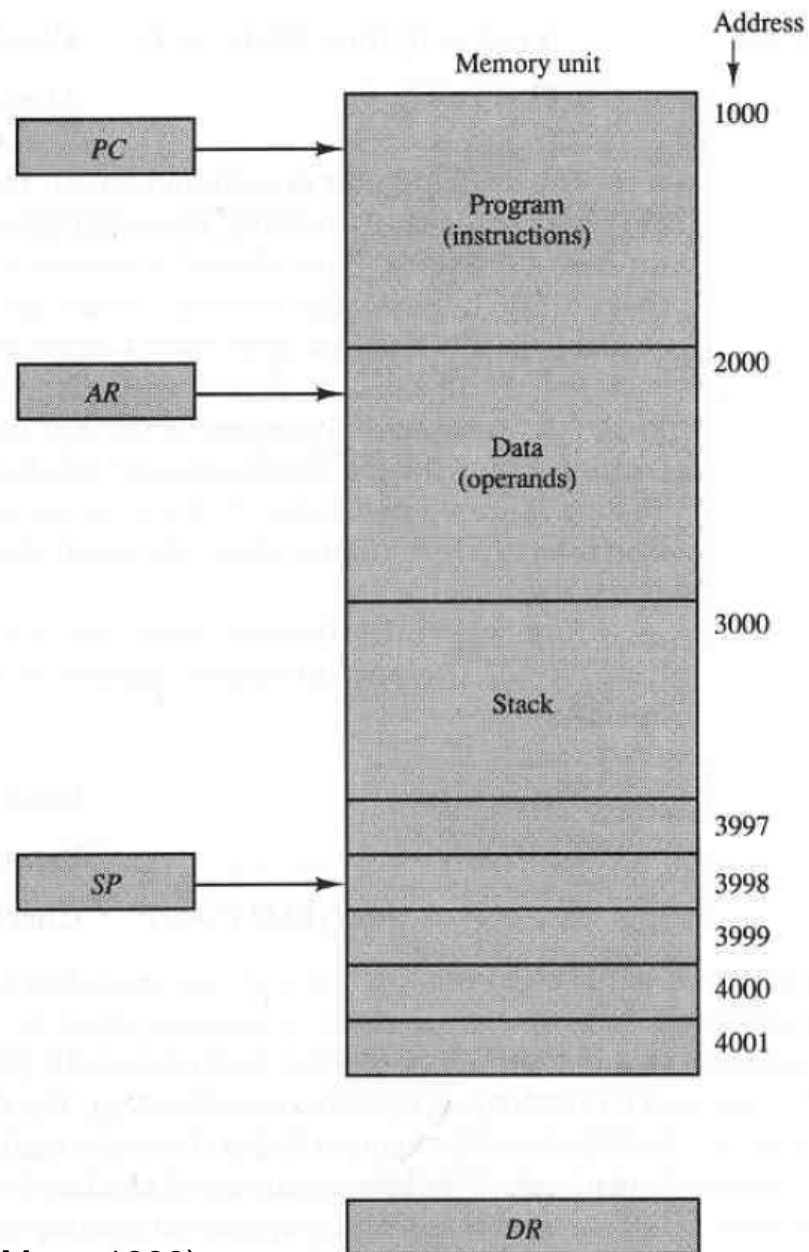 Address
Memory unit
1000
PC
Program
(instructions)
2000
AR
Data
(operands)
3000
Stack
3997
SP
3998
3999
4000
4001
DR